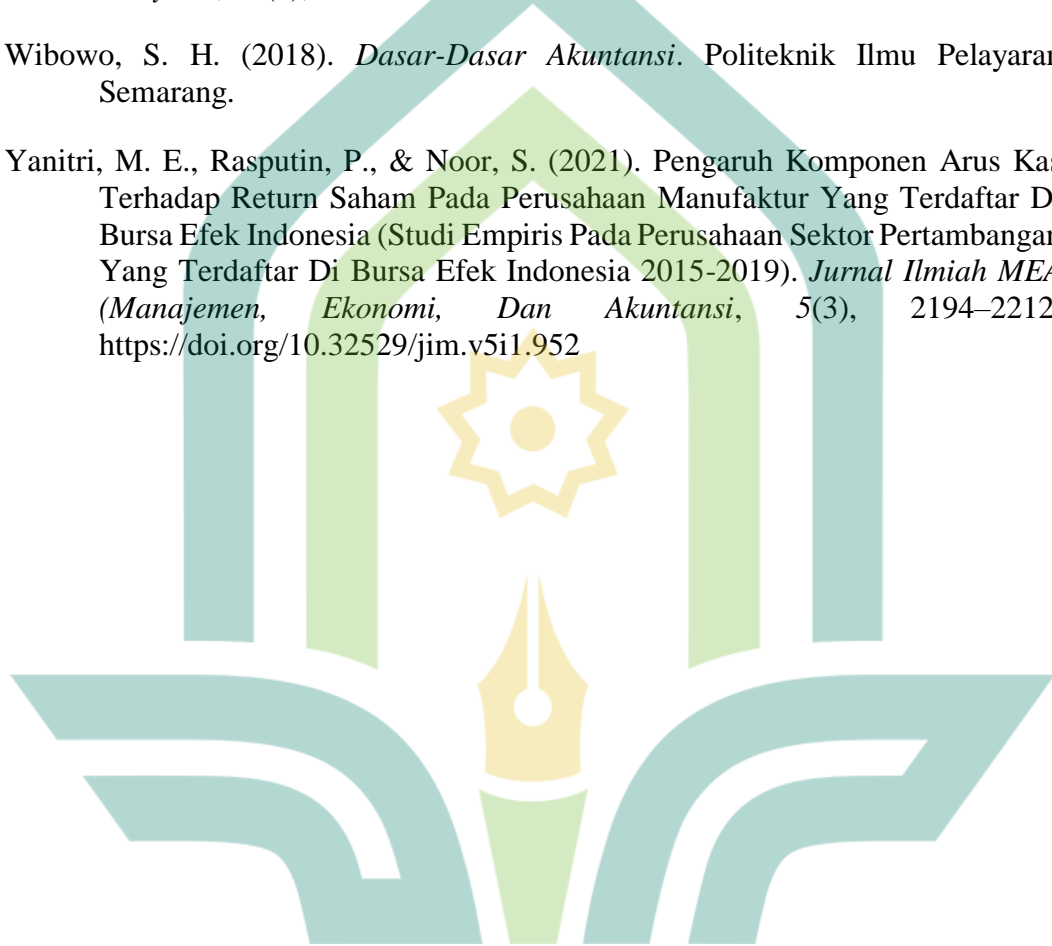 Wibowo, S. H. (2018). Dasar-Dasar Akuntansi. Politeknik Ilmu Pelayaran
Semarang.
Yanitri, M. E., Rasputin, P., & Noor, S. (2021). Pengaruh Komponen Arus Kas
Terhadap Return Saham Pada Perusahaan Manufaktur Yang Terdaftar Di
Bursa Efek Indonesia (Studi Empiris Pada Perusahaan Sektor Pertambangan
Yang Terdaftar Di Bursa Efek Indonesia 2015-2019). Jurnal Ilmiah MEA
(Manajemen, Ekonomi, Dan Akuntansi, 5(3), 2194–2212.
https://doi.org/10.32529/jim.v5i1.952